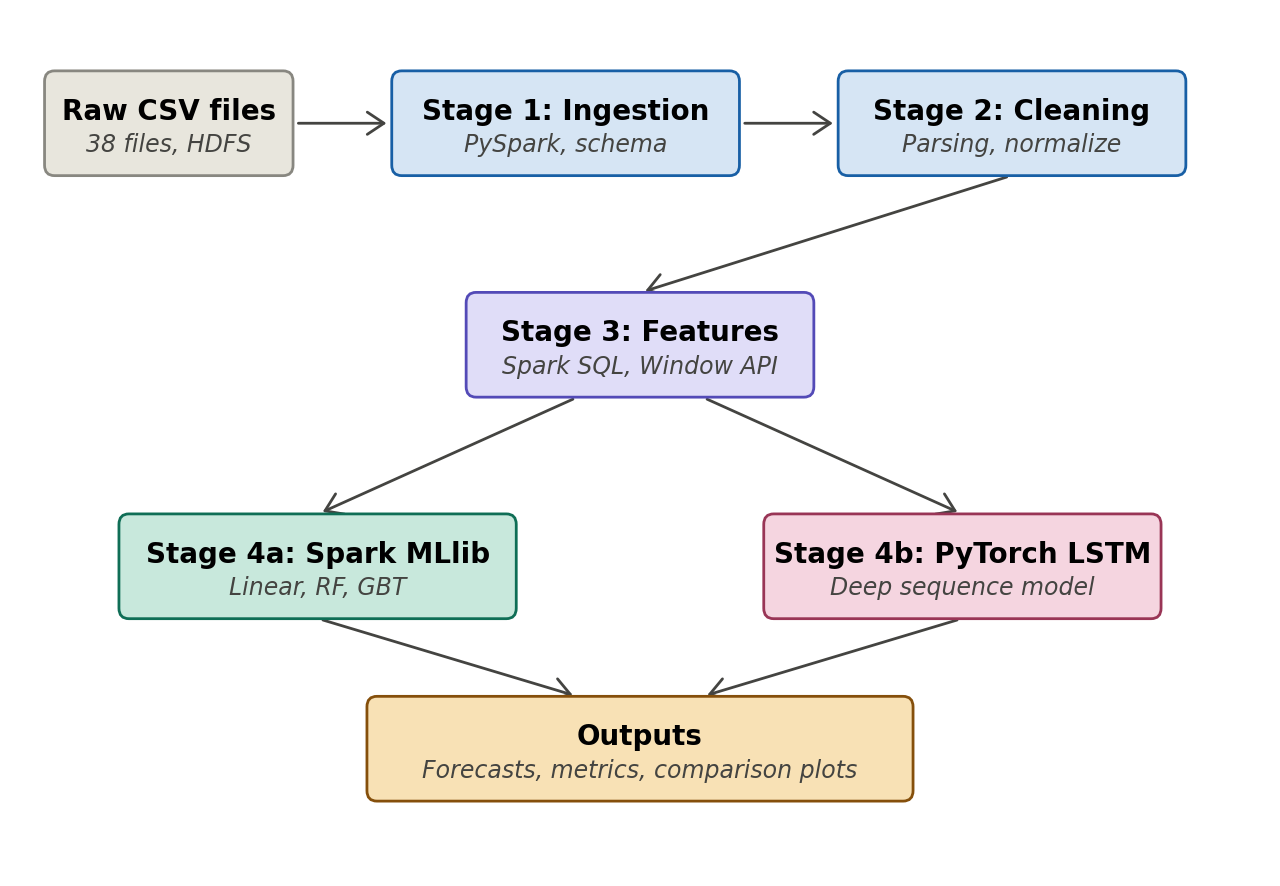 Raw CSV files
38 files, HDFS
Stage 1: Ingestion
PySpark, schema
Stage 2: Cleaning
Parsing, normalize
Stage 3: Features
Spark SQL, Window API
Stage 4a: Spark MLlib
Linear, RF, GBT
Stage 4b: PyTorch LSTM
Deep sequence model
Outputs
Forecasts, metrics, comparison plots